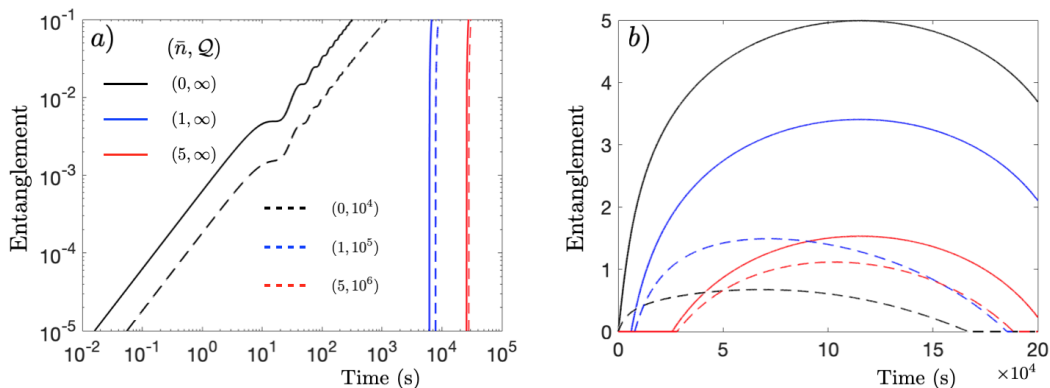 a)
(n̄, 𝒬)
(0, ∞)
(1, ∞)
(5, ∞)
(0, 10⁴)
(1, 10⁵)
(5, 10⁶)
Entanglement
10⁻¹
10⁻²
10⁻³
10⁻⁴
10⁻⁵
10⁻² 10⁻¹ 10⁰ 10¹ 10² 10³ 10⁴ 10⁵
Time (s)
b)
Entanglement
5
4
3
2
1
0
0 5 10 15 20
Time (s) ×10⁴